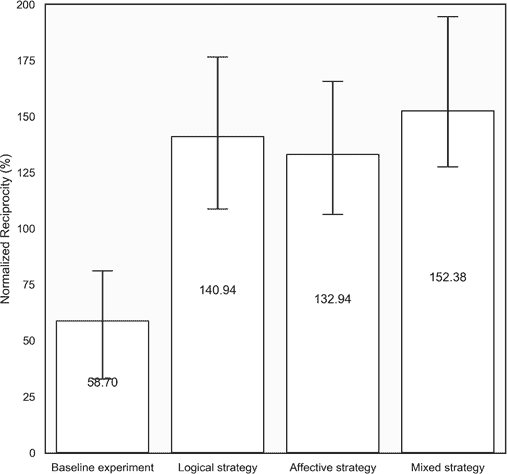 Normalized Reciprocity (%)
200
175
150
125
100
75
50
25
0
58.70
140.94
132.94
152.38
Baseline experiment
Logical strategy
Affective strategy
Mixed strategy